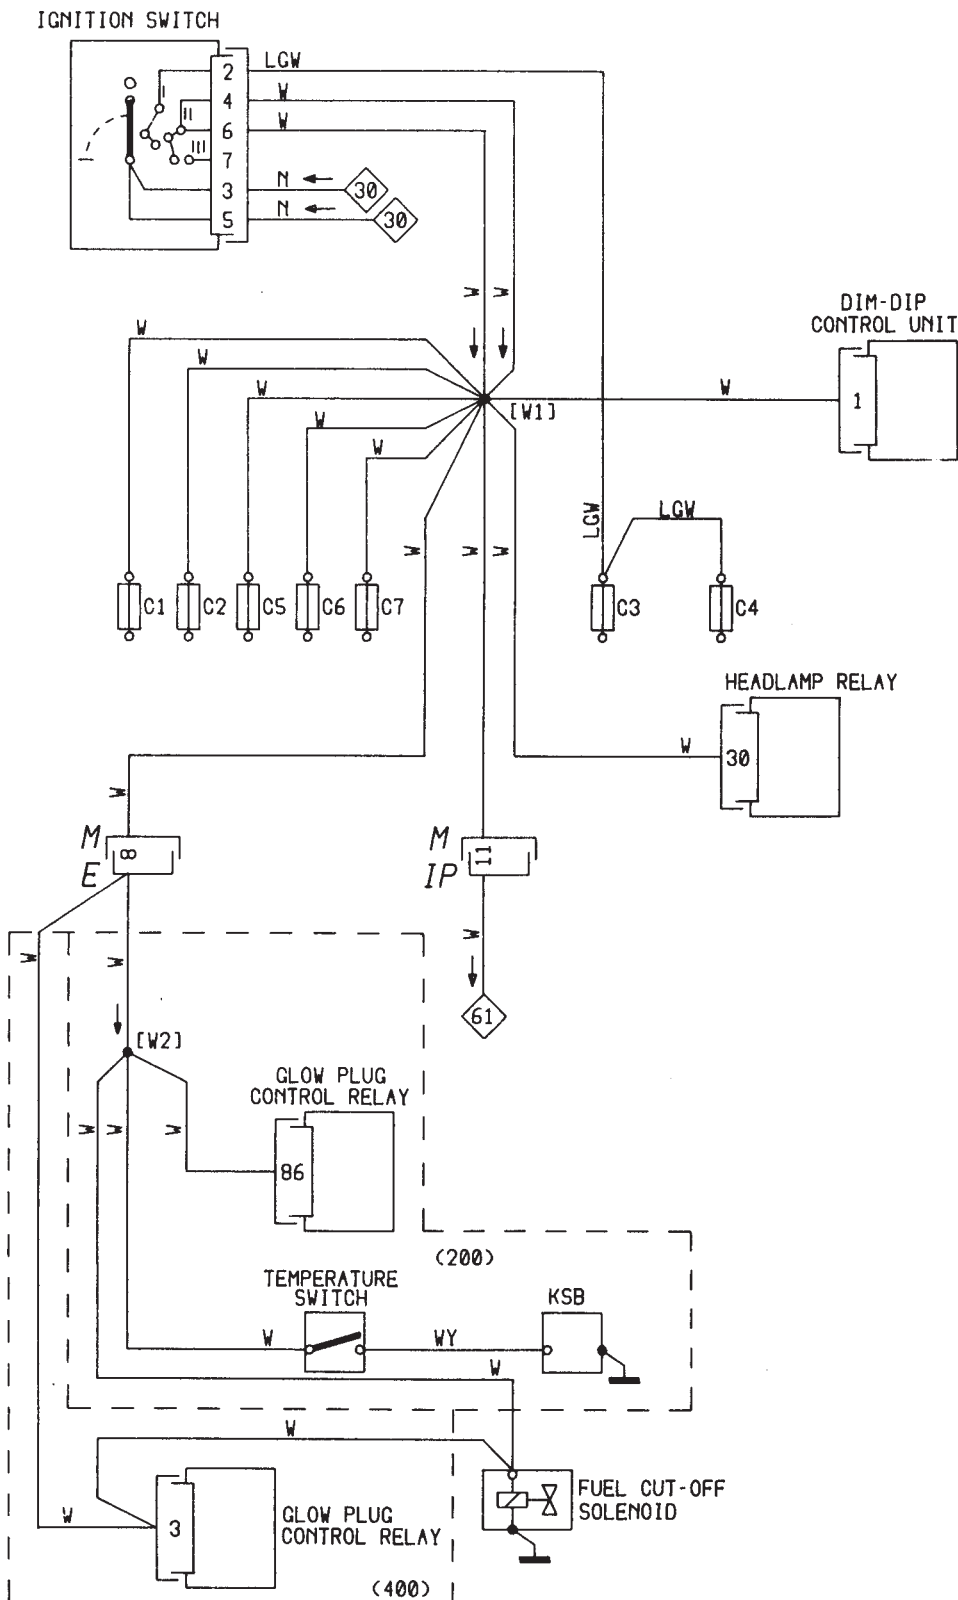 IGNITION SWITCH
2
LGW
I
4
W
II
6
W
III
7
3
N
30
5
N
30
W
W
DIM-DIP
CONTROL UNIT
W
W
W
W
1
[W1]
W
W
LGW
LGW
W
W
W
C1
C2
C5
C6
C7
C3
C4
HEADLAMP RELAY
W
30
W
M
8
E
M
11
IP
W
W
W
61
[W2]
GLOW PLUG
CONTROL RELAY
W
W
W
86
(200)
TEMPERATURE
SWITCH
KSB
W
WY
W
W
FUEL CUT-OFF
SOLENOID
W
3
GLOW PLUG
CONTROL RELAY
(400)